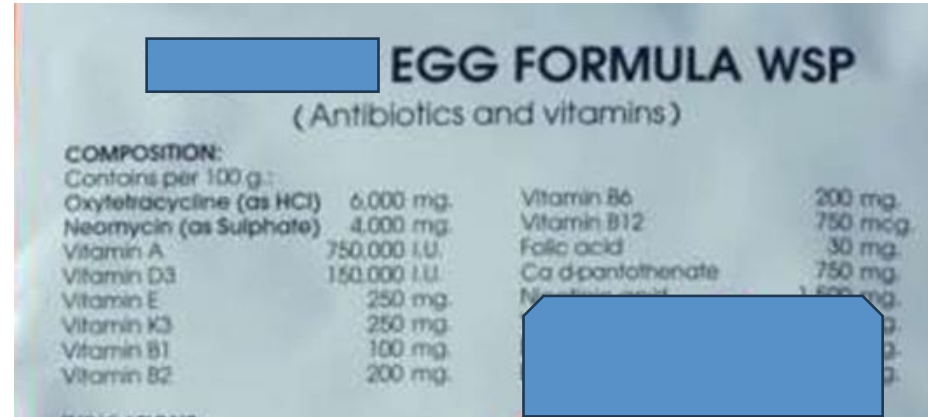 EGG FORMULA WSP
(Antibiotics and vitamins)
COMPOSITION:
Contains per 100 g.:
Oxytetracycline (as HCl) 6,000 mg.
Neomycin (as Sulphate) 4,000 mg.
Vitamin A 750,000 I.U.
Vitamin D3 150,000 I.U.
Vitamin E 250 mg.
Vitamin K3 250 mg.
Vitamin B1 100 mg.
Vitamin B2 200 mg.
Vitamin B6 200 mg.
Vitamin B12 750 mcg.
Folic acid 30 mg.
Ca d-pantothenate 750 mg.